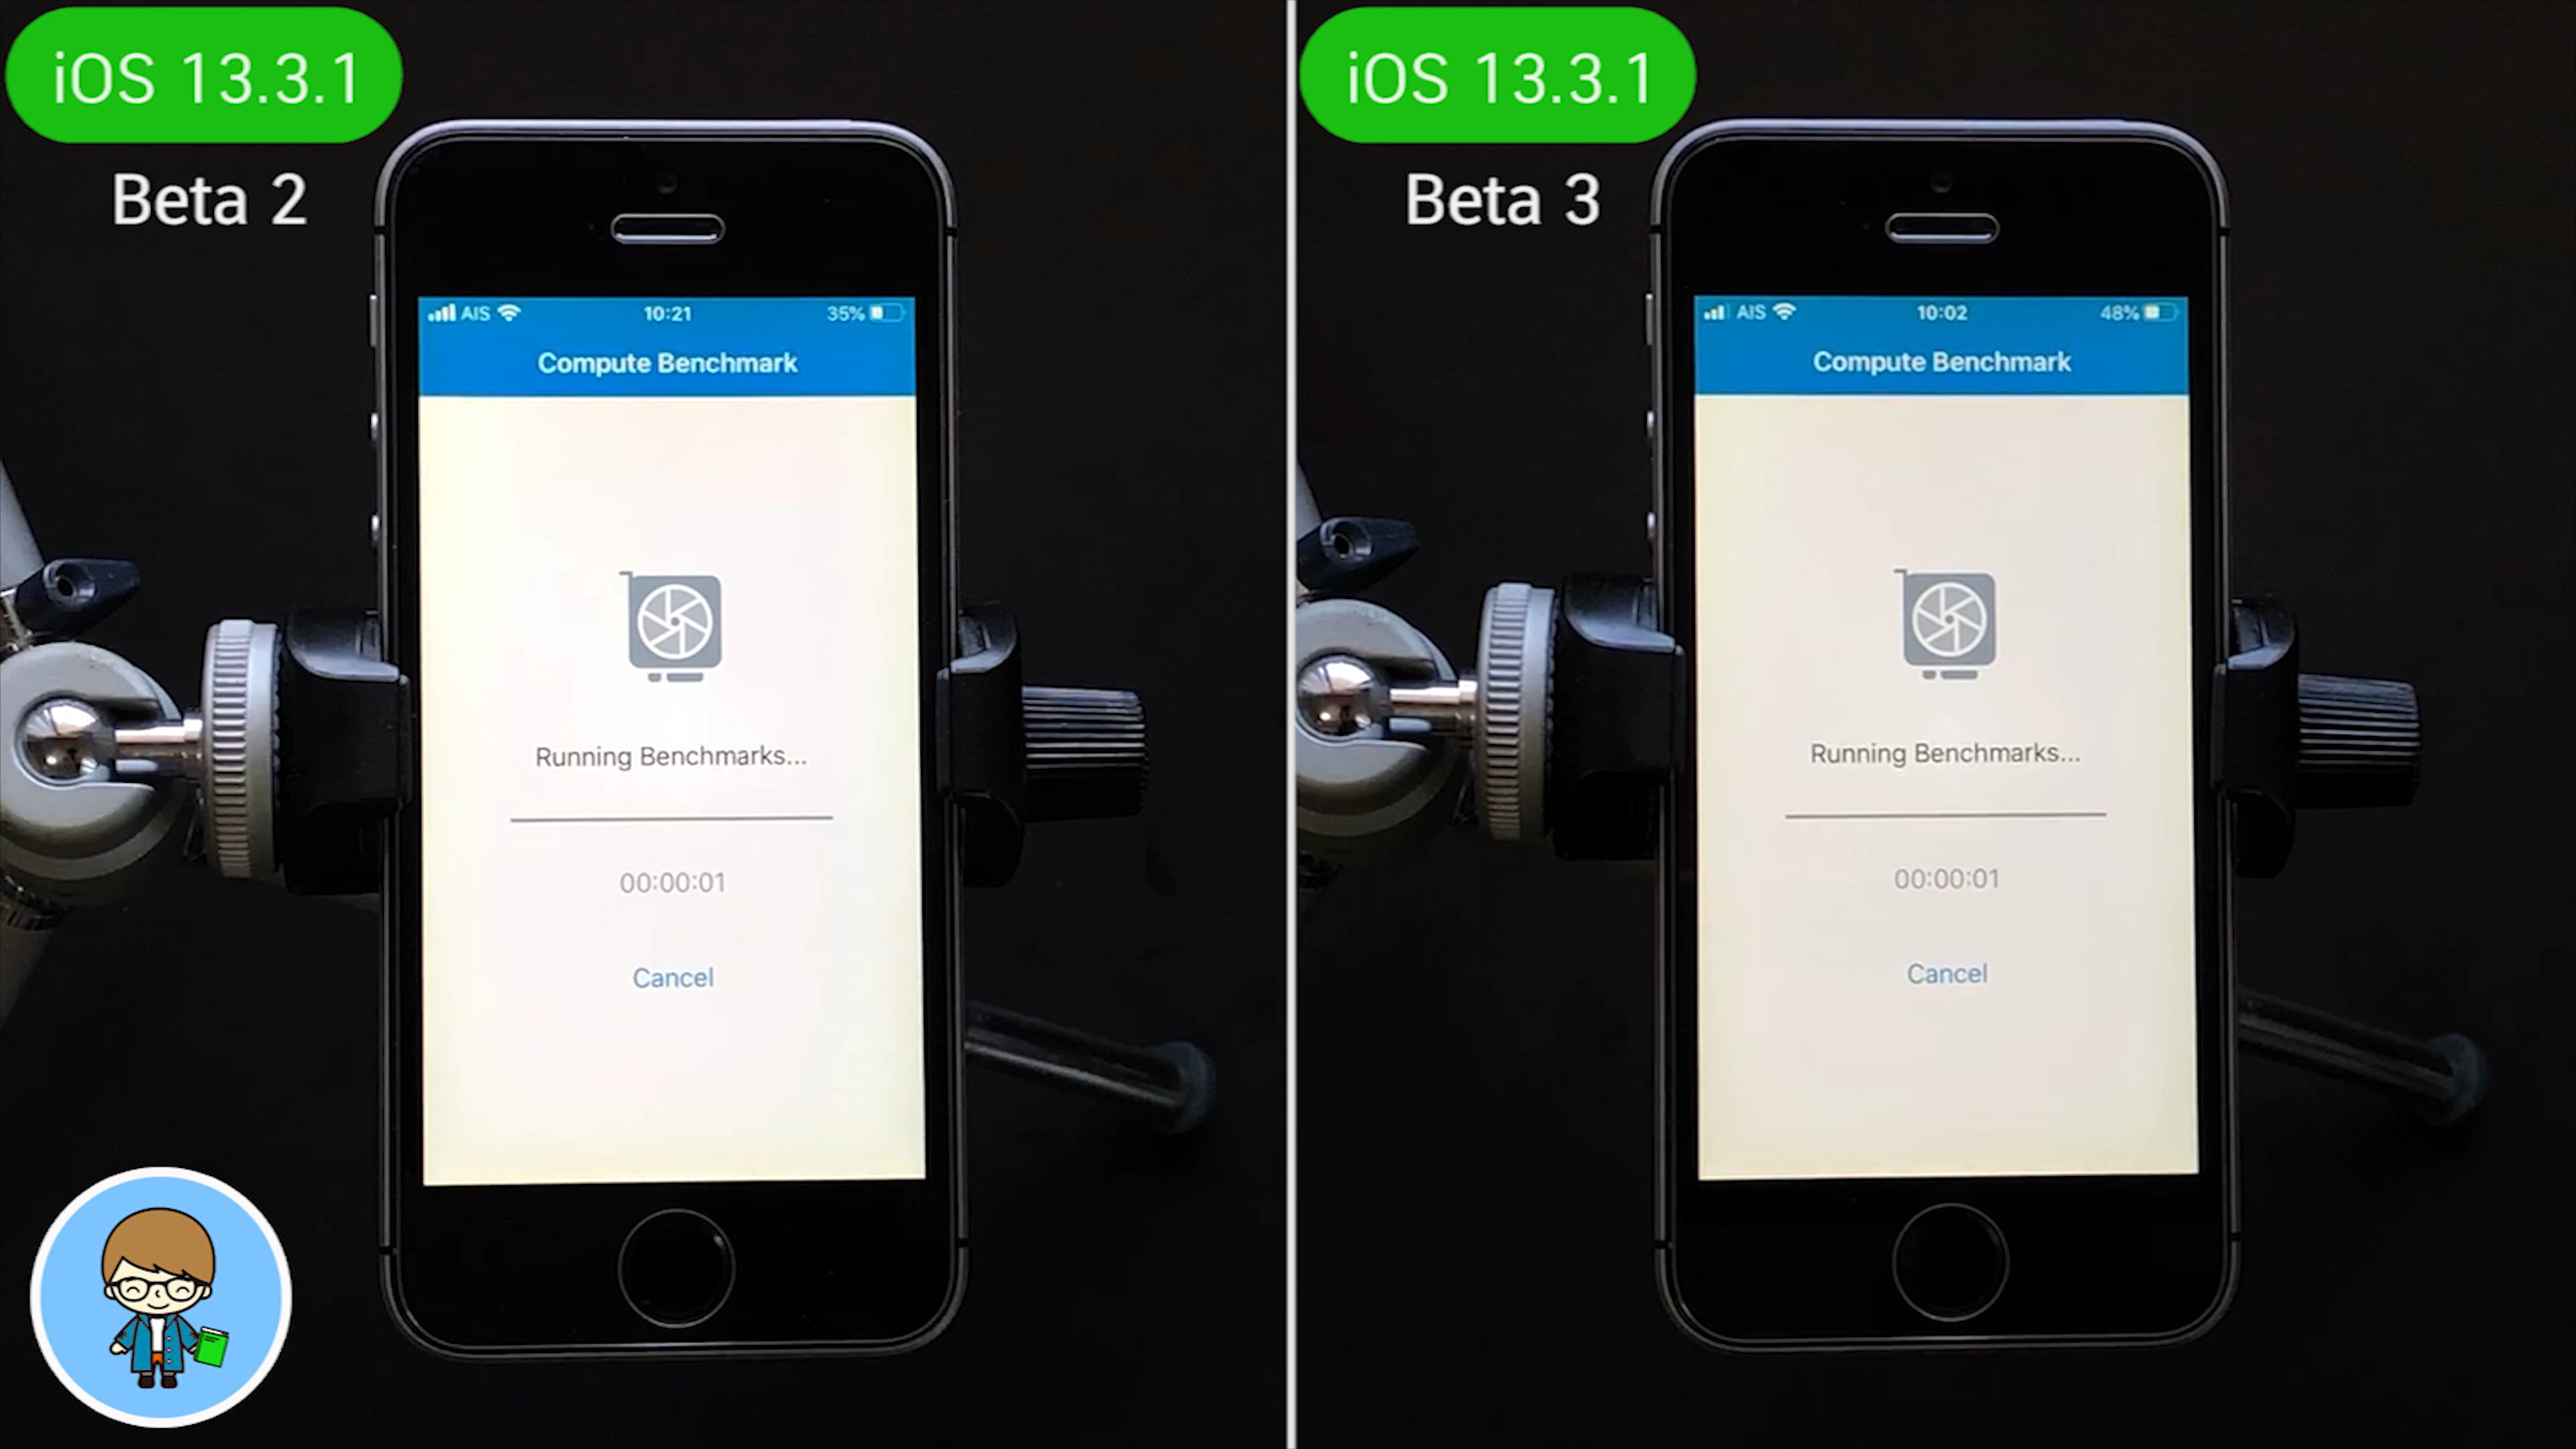 iOS 13.3.1
Beta 2
AIS 10:21 35%
Compute Benchmark
Running Benchmarks...
00:00:01
Cancel
iOS 13.3.1
Beta 3
AIS 10:02 48%
Compute Benchmark
Running Benchmarks...
00:00:01
Cancel